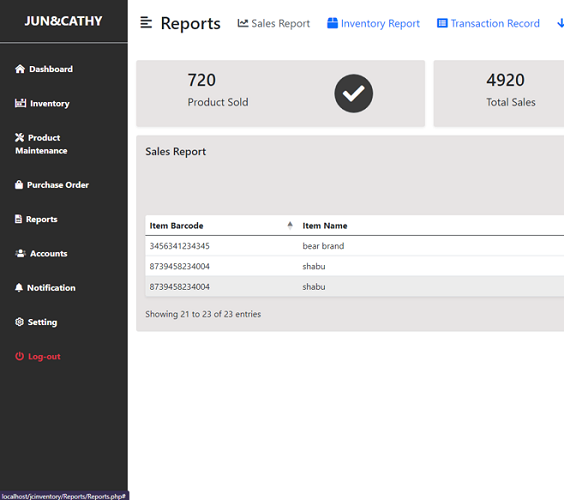 JUN&CATHY
Dashboard
Inventory
Product
Maintenance
Purchase Order
Reports
Accounts
Notification
Setting
Log-out
Reports
Sales Report
Inventory Report
Transaction Record
720
Product Sold
4920
Total Sales
Sales Report
Item Barcode Item Name
3456341234345 bear brand
8739458234004 shabu
8739458234004 shabu
Showing 21 to 23 of 23 entries
localhost/jcinventory/Reports/Reports.php#